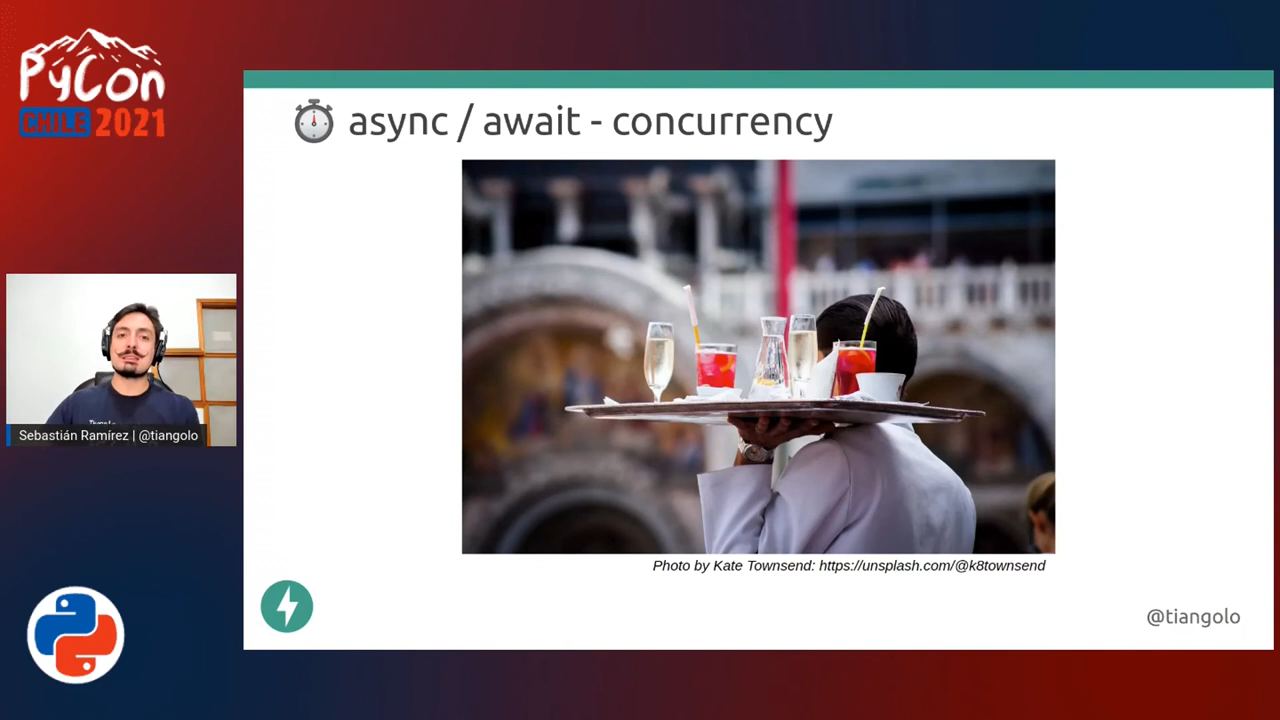 PyCon
CHILE 2021
async / await - concurrency
Sebastián Ramírez | @tiangolo
Photo by Kate Townsend: https://unsplash.com/@k8townsend
@tiangolo